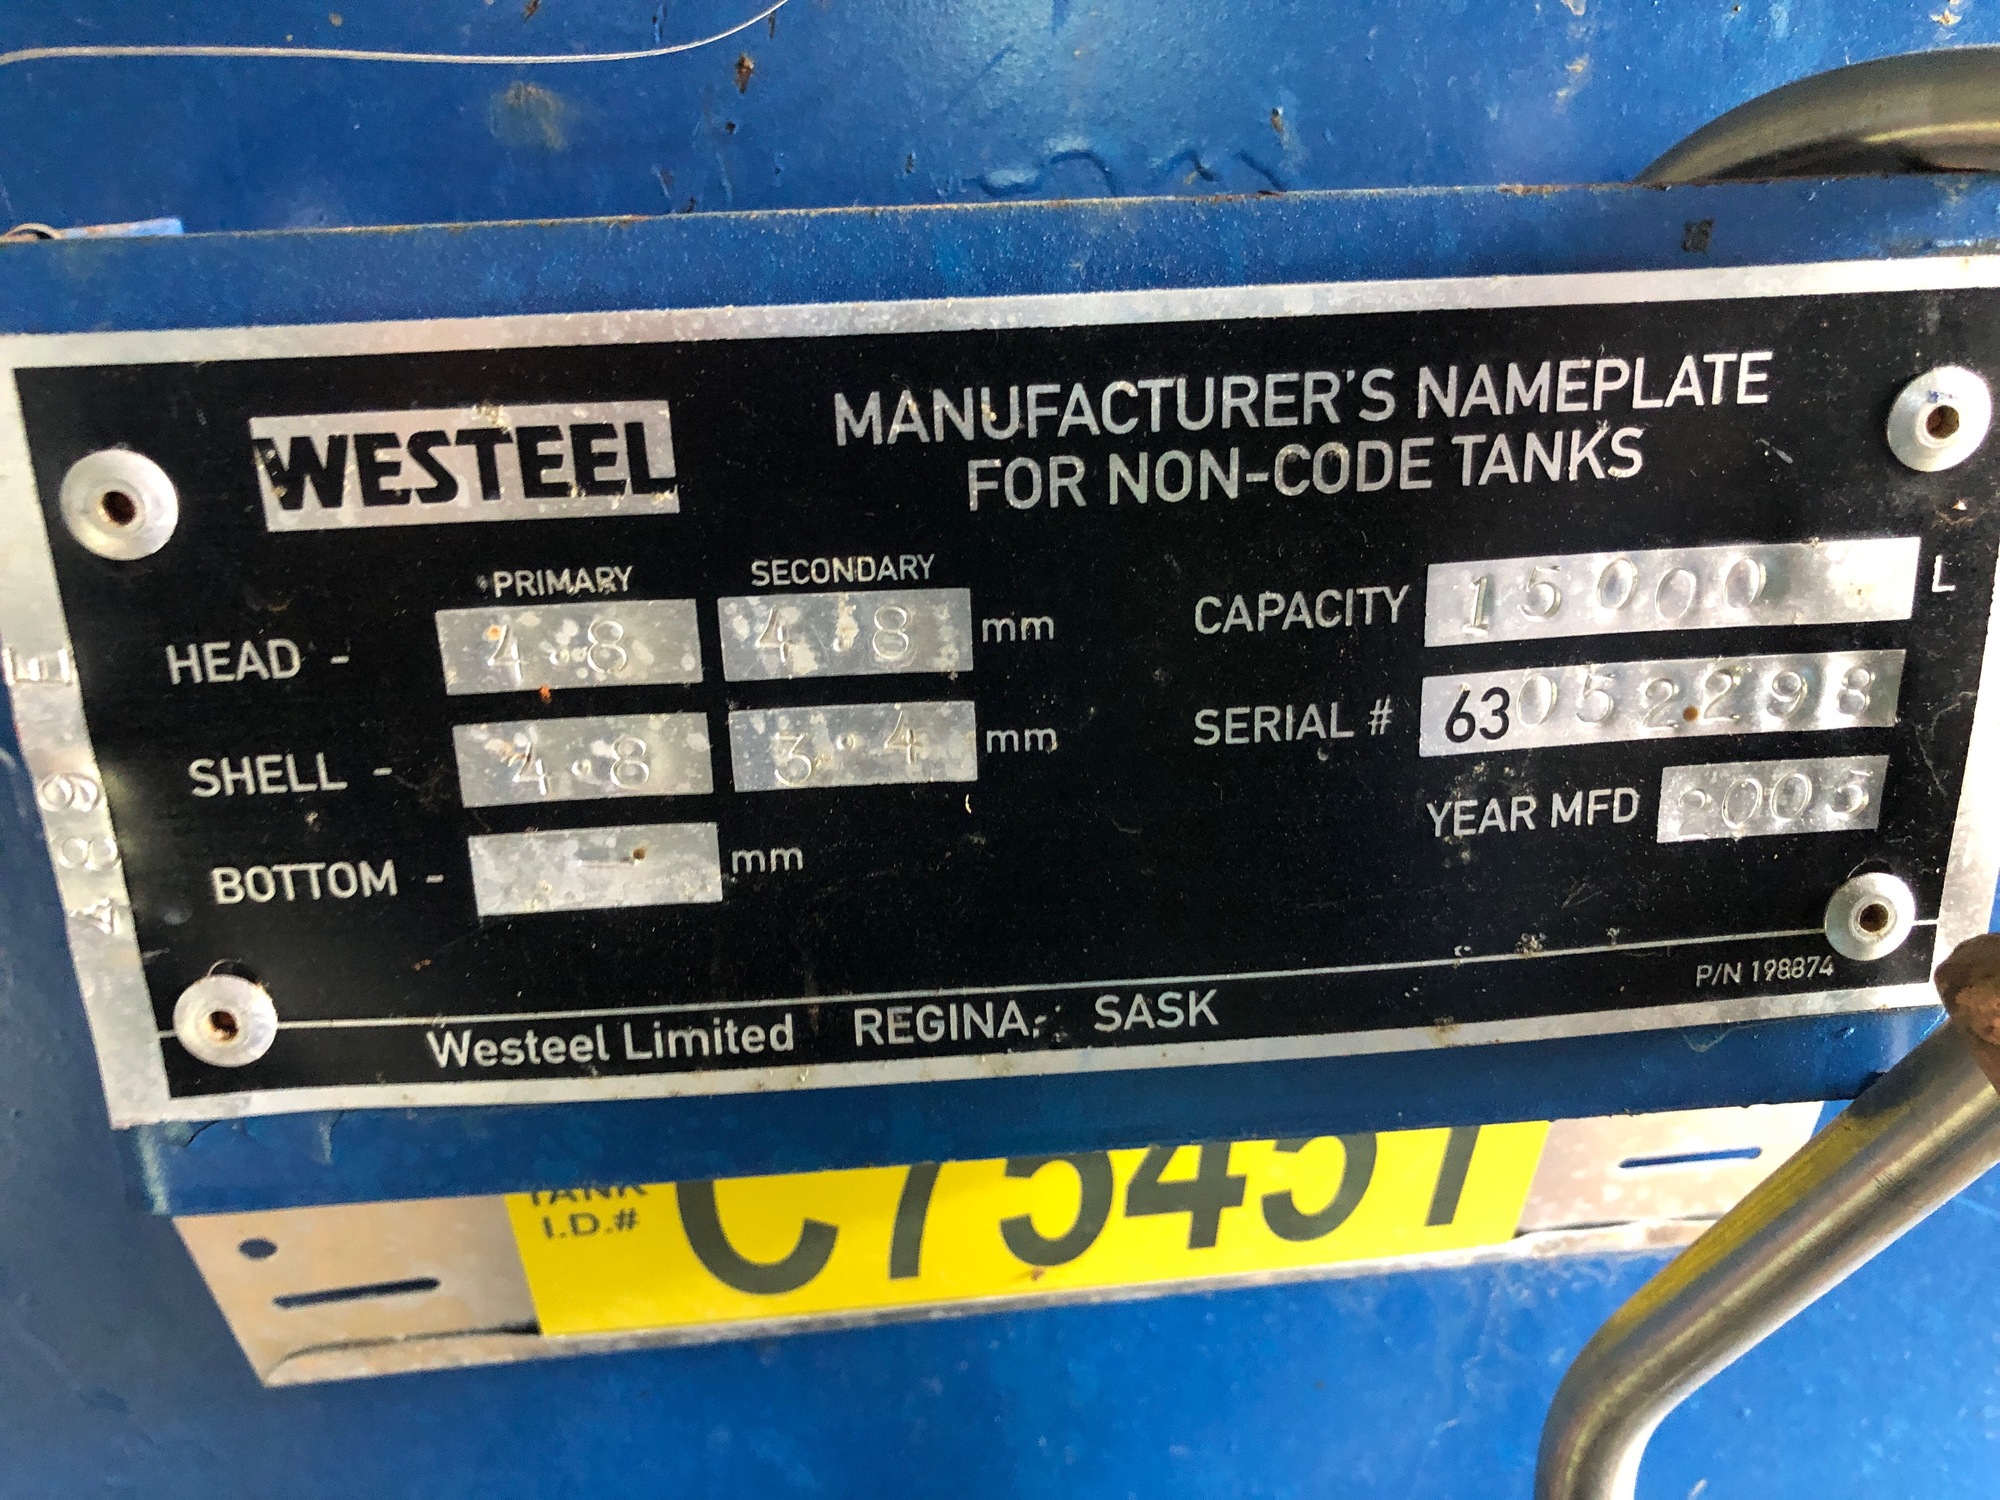 WESTEEL
MANUFACTURER'S NAMEPLATE
FOR NON-CODE TANKS
PRIMARY SECONDARY
HEAD - 4.8 4.8 mm
SHELL - 4.8 3.4 mm
BOTTOM - - mm
CAPACITY 15000 L
SERIAL # 63052298
YEAR MFD 2005
P/N 198874
Westeel Limited REGINA, SASK
TANK
I.D.#
C75451